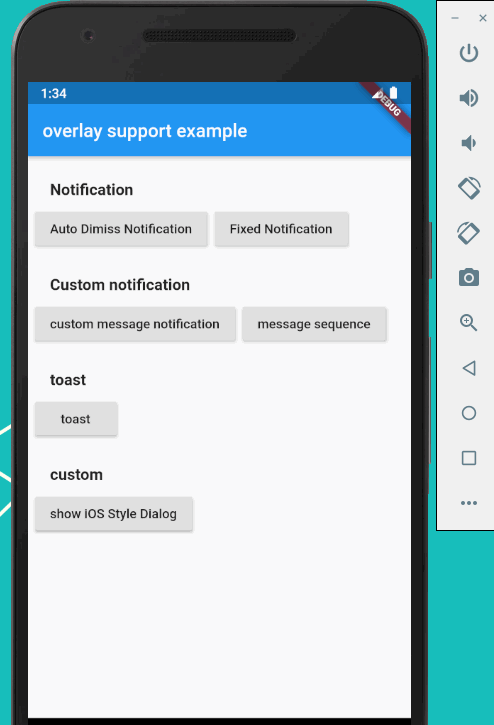 1:34
DEBUG
overlay support example
Notification
Auto Dimiss Notification Fixed Notification
Custom notification
custom message notification message sequence
toast
toast
custom
show iOS Style Dialog